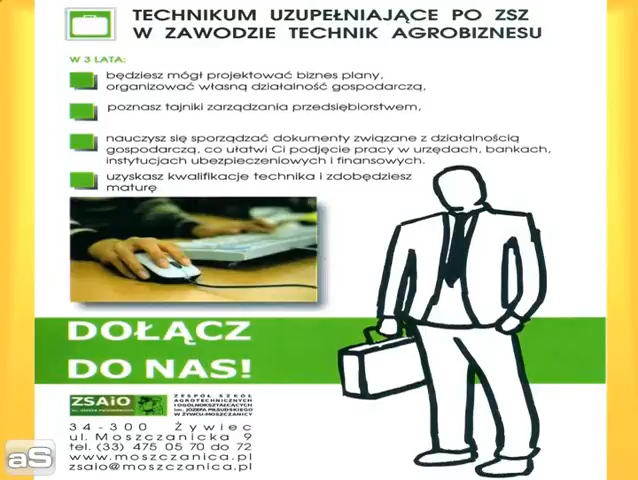 TECHNIKUM UZUPEŁNIAJĄCE PO ZSZ
W ZAWODZIE TECHNIK AGROBIZNESU
W 3 LATA:
będziesz mógł projektować biznes plany,
organizować własną działalność gospodarczą,
poznasz tajniki zarządzania przedsiębiorstwem,
nauczysz się sporządzać dokumenty związane z działalnością
gospodarczą, co ułatwi Ci podjęcie pracy w urzędach, bankach,
instytucjach ubezpieczeniowych i finansowych.
uzyskasz kwalifikacje technika i zdobędziesz
maturę
DOŁĄCZ
DO NAS!
ZSAiO
ZESPÓŁ SZKÓŁ
AGROTECHNICZNYCH
I OGÓLNOKSZTAŁCĄCYCH
im. JÓZEFA PIŁSUDSKIEGO
W ŻYWCU-MOSZCZANICY
34-300 Żywiec
ul. Moszczanicka 9
tel. (33) 475 05 70 do 72
www.moszczanica.pl
zsaio@moszczanica.pl
aS